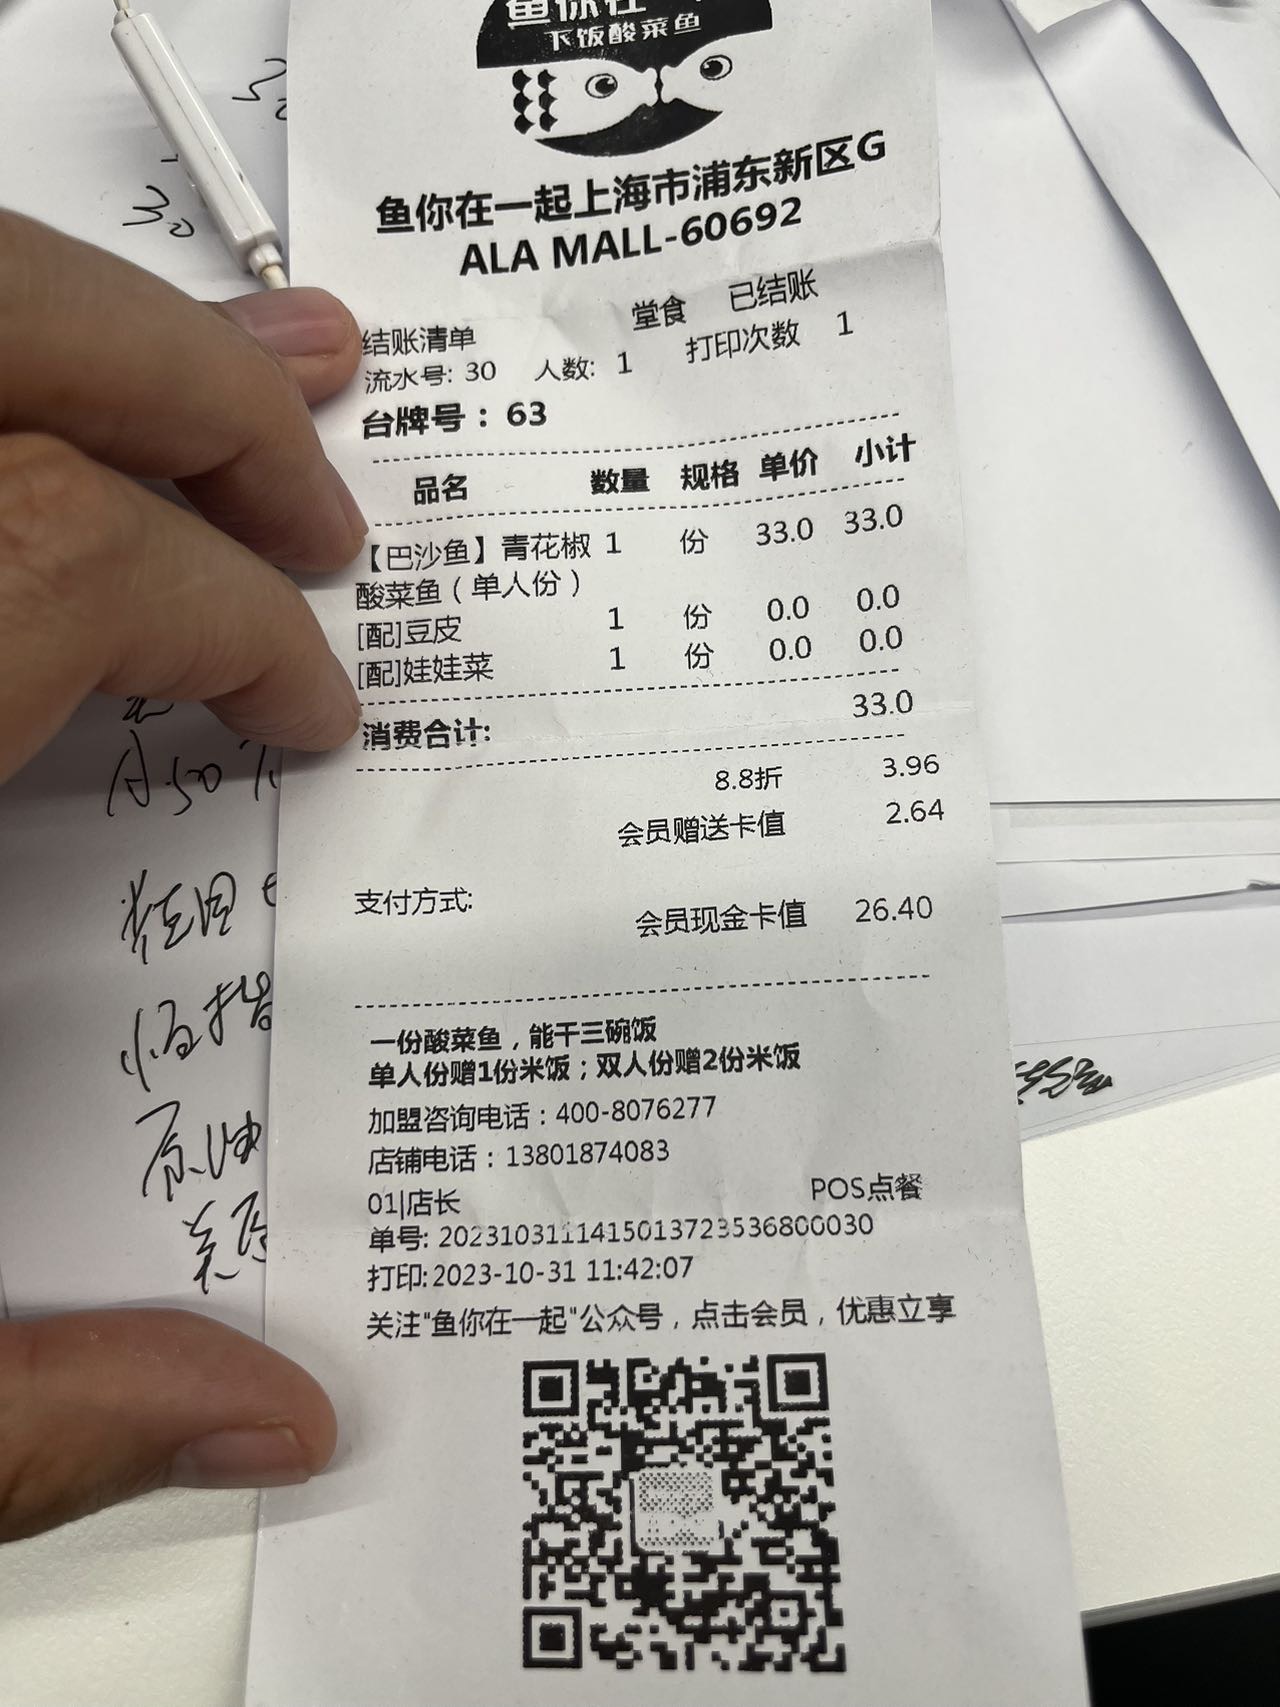 下饭酸菜鱼
鱼你在一起上海市浦东新区G
ALA MALL-60692
结账清单 堂食 已结账
流水号: 30 人数: 1 打印次数 1
台牌号：63
品名 数量 规格 单价 小计
【巴沙鱼】青花椒 1 份 33.0 33.0
酸菜鱼（单人份）
[配]豆皮 1 份 0.0 0.0
[配]娃娃菜 1 份 0.0 0.0
消费合计: 33.0
8.8折 3.96
会员赠送卡值 2.64
支付方式:
会员现金卡值 26.40
一份酸菜鱼，能干三碗饭
单人份赠1份米饭；双人份赠2份米饭
加盟咨询电话：400-8076277
店铺电话：13801874083
01|店长 POS点餐
单号: 2023103111415013723536800030
打印:2023-10-31 11:42:07
关注"鱼你在一起"公众号，点击会员，优惠立享
30
原油